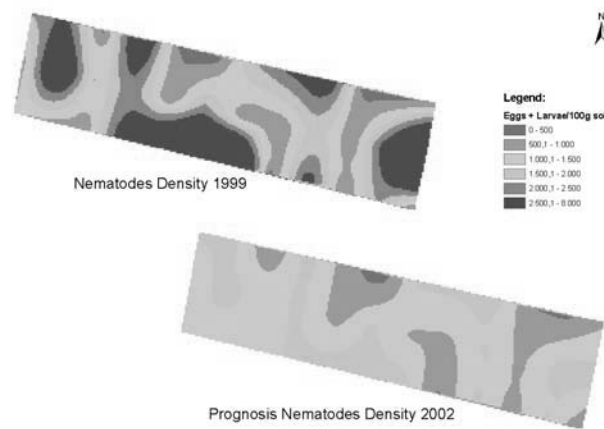 N
Legend:
Eggs + Larvae/100g so
0 - 500
500,1 - 1.000
1.000,1 - 1.500
1.500,1 - 2.000
2.000,1 - 2.500
2.500,1 - 8.000
Nematodes Density 1999
Prognosis Nematodes Density 2002